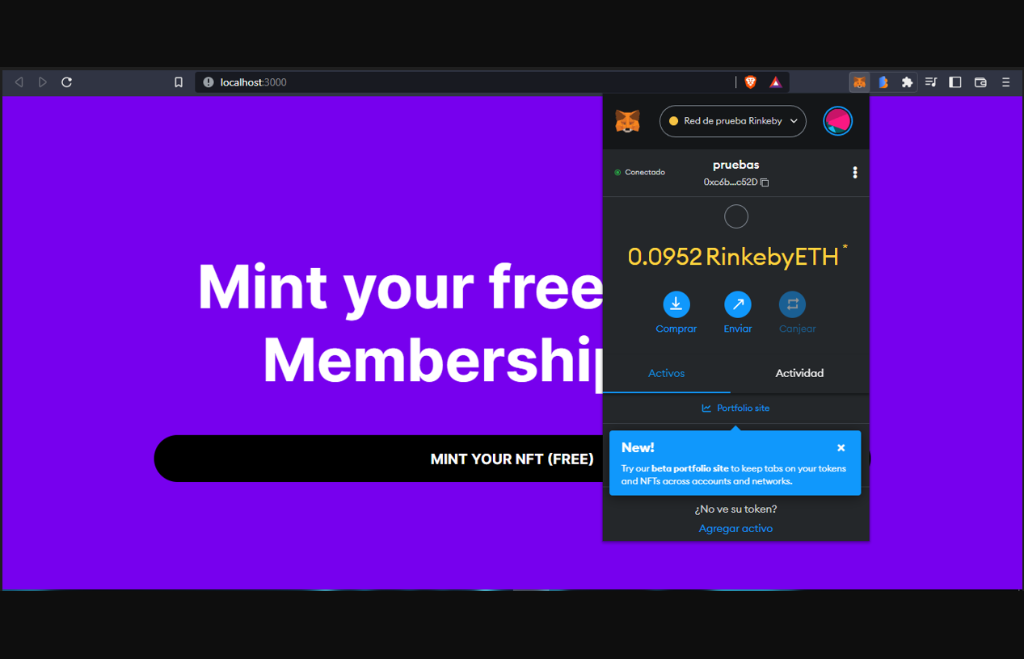 localhost:3000
Red de prueba Rinkeby
Conectado
pruebas
0xc6b...c52D
0.0952 RinkebyETH *
Comprar
Enviar
Canjear
Activos
Actividad
Portfolio site
New!
Try our beta portfolio site to keep tabs on your tokens
and NFTs across accounts and networks.
¿No ve su token?
Agregar activo
Mint your free
Membership
MINT YOUR NFT (FREE)